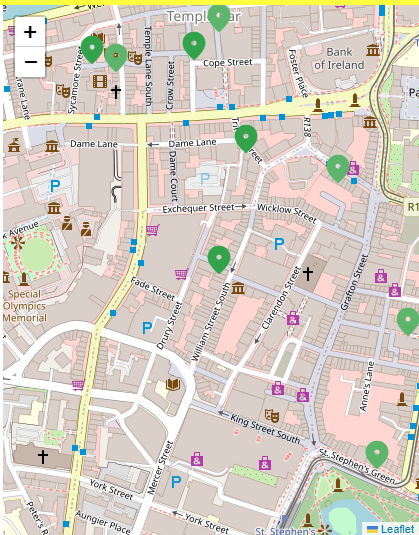 +
−
Temple Bar
Cope Street
Bank
of Ireland
Foster Place
Sycamore Street
Temple Lane South
Crow Street
Crane Lane
Dame Lane
Dame Lane
Dame Court
R138
P
P
Exchequer Street
Wicklow Street
R1
Avenue
P
Special
Olympics
Memorial
Fade Street
Drury Street
William Street South
Clarendon Street
Grafton Street
P
Anne's Lane
King Street South
Mercer Street
St. Stephen's Green
York Street
P
York Street
Aungier Place
Peter's R
St. Stephen's
Leaflet